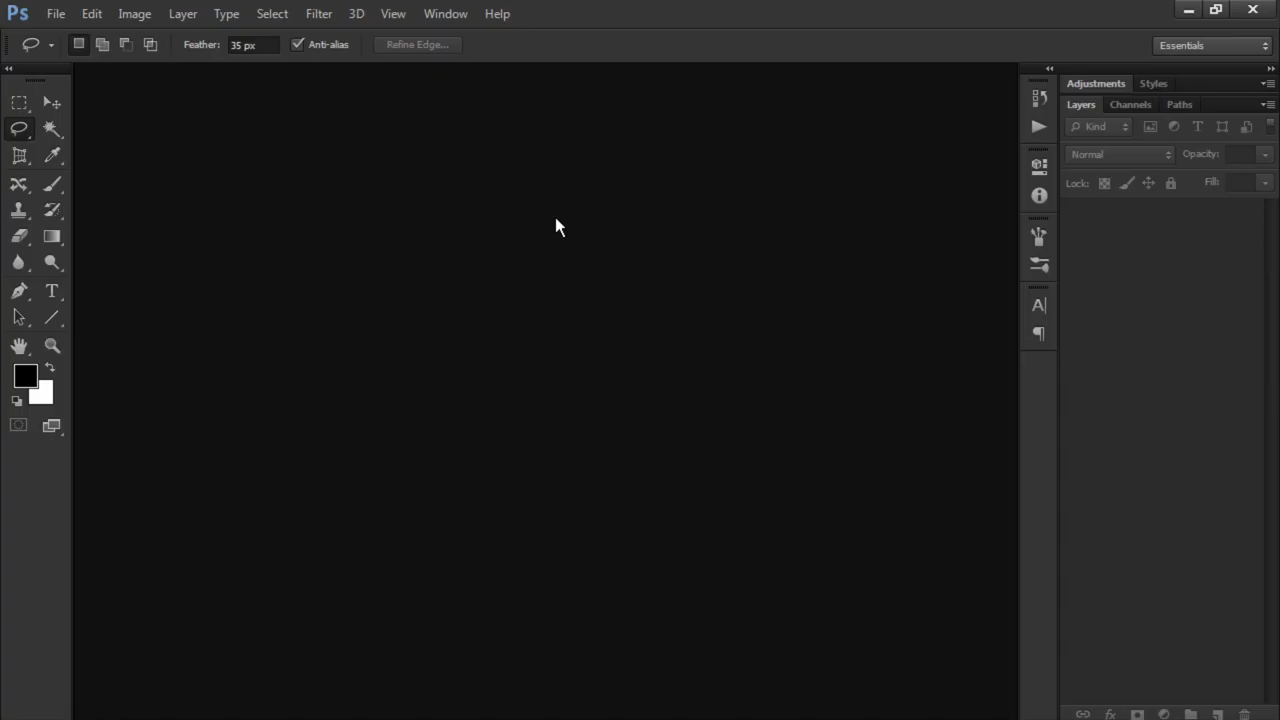 Ps File Edit Image Layer Type Select Filter 3D View Window Help
Feather: 35 px Anti-alias Refine Edge... Essentials
Adjustments Styles
Layers Channels Paths
Kind
Normal Opacity:
Lock: Fill: